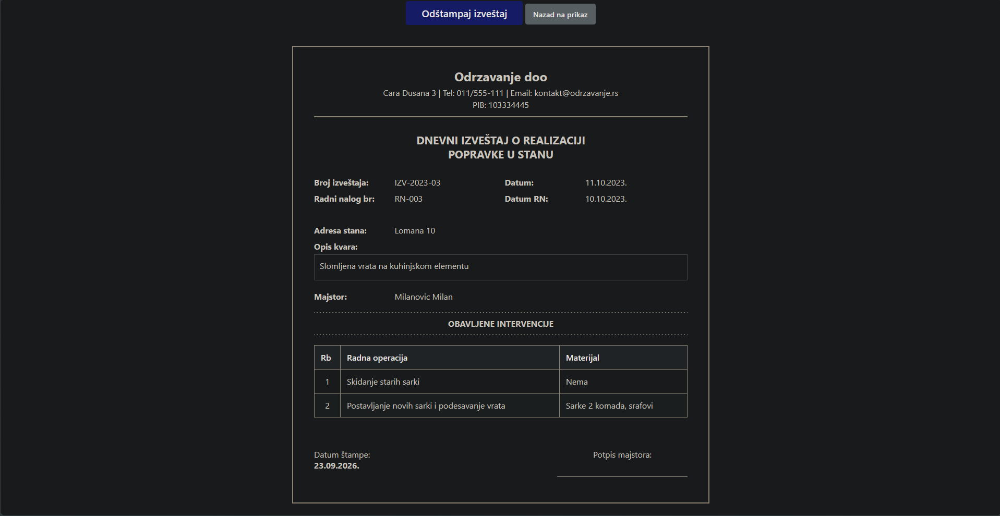 Odštampaj izveštaj Nazad na prikaz
Odrzavanje doo
Cara Dusana 3 | Tel: 011/555-111 | Email: kontakt@odrzavanje.rs
PIB: 103334445
DNEVNI IZVEŠTAJ O REALIZACIJI
POPRAVKE U STANU
Broj izveštaja: IZV-2023-03 Datum: 11.10.2023.
Radni nalog br: RN-003 Datum RN: 10.10.2023.
Adresa stana: Lomana 10
Opis kvara:
Slomljena vrata na kuhinjskom elementu
Majstor: Milanovic Milan
OBAVLJENE INTERVENCIJE
Rb Radna operacija Materijal
1 Skidanje starih sarki Nema
2 Postavljanje novih sarki i podesavanje vrata Sarke 2 komada, srafovi
Datum štampe: Potpis majstora:
23.09.2026.